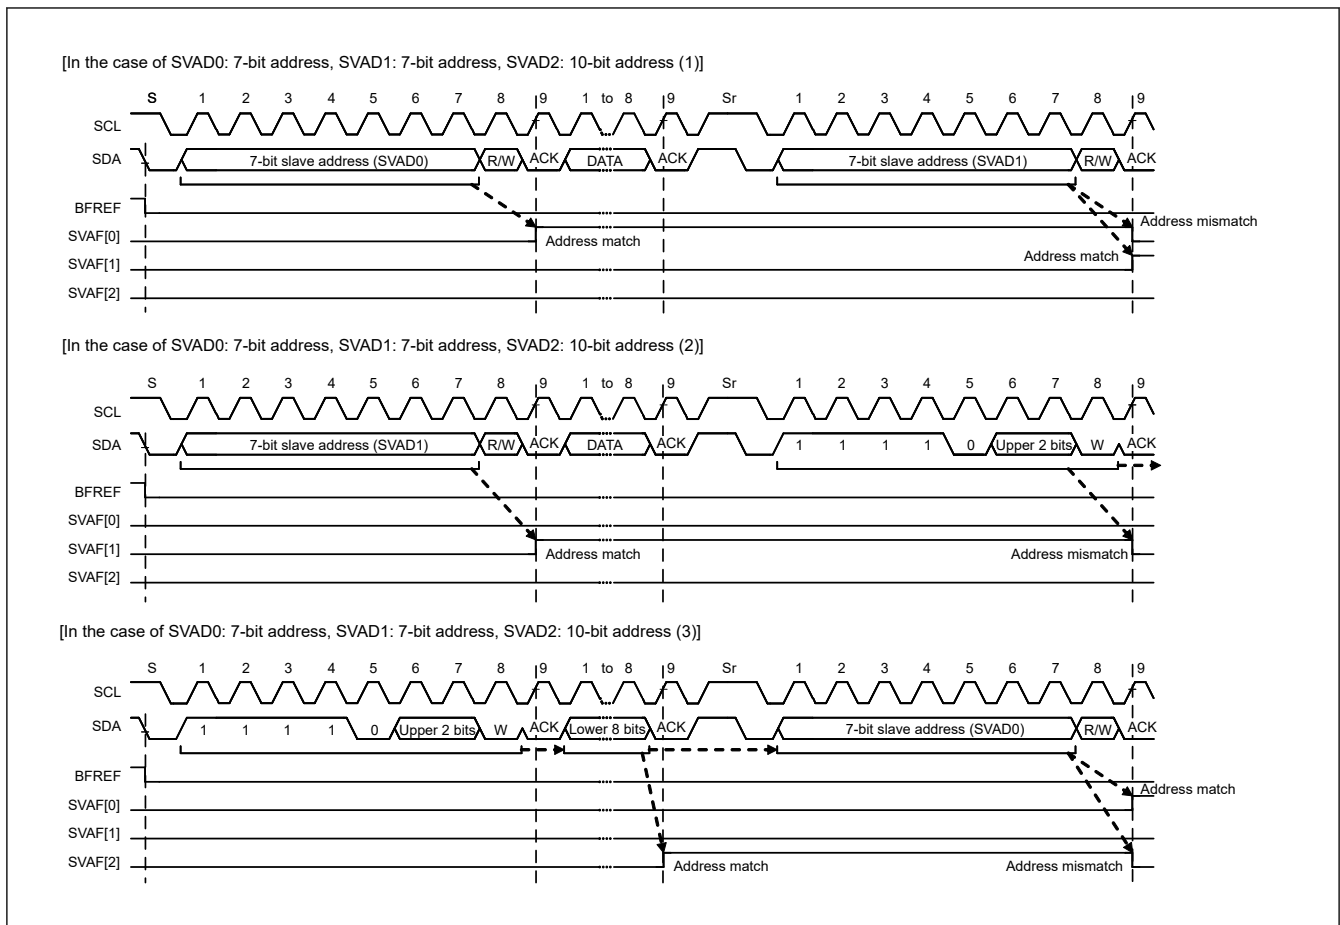 [In the case of SVAD0: 7-bit address, SVAD1: 7-bit address, SVAD2: 10-bit address (1)]
S 1 2 3 4 5 6 7 8 9 1 to 8 9 Sr 1 2 3 4 5 6 7 8 9
SCL
SDA 7-bit slave address (SVAD0) R/W ACK DATA ACK 7-bit slave address (SVAD1) R/W ACK
BFREF
Address mismatch
SVAF[0] Address match
SVAF[1] Address match
SVAF[2]
[In the case of SVAD0: 7-bit address, SVAD1: 7-bit address, SVAD2: 10-bit address (2)]
S 1 2 3 4 5 6 7 8 9 1 to 8 9 Sr 1 2 3 4 5 6 7 8 9
SCL
SDA 7-bit slave address (SVAD1) R/W ACK DATA ACK 1 1 1 1 0 Upper 2 bits W ACK
BFREF
SVAF[0]
SVAF[1] Address match Address mismatch
SVAF[2]
[In the case of SVAD0: 7-bit address, SVAD1: 7-bit address, SVAD2: 10-bit address (3)]
S 1 2 3 4 5 6 7 8 9 1 to 8 9 Sr 1 2 3 4 5 6 7 8 9
SCL
SDA 1 1 1 1 0 Upper 2 bits W ACK Lower 8 bits ACK 7-bit slave address (SVAD0) R/W ACK
BFREF
Address match
SVAF[0]
SVAF[1]
SVAF[2] Address match Address mismatch